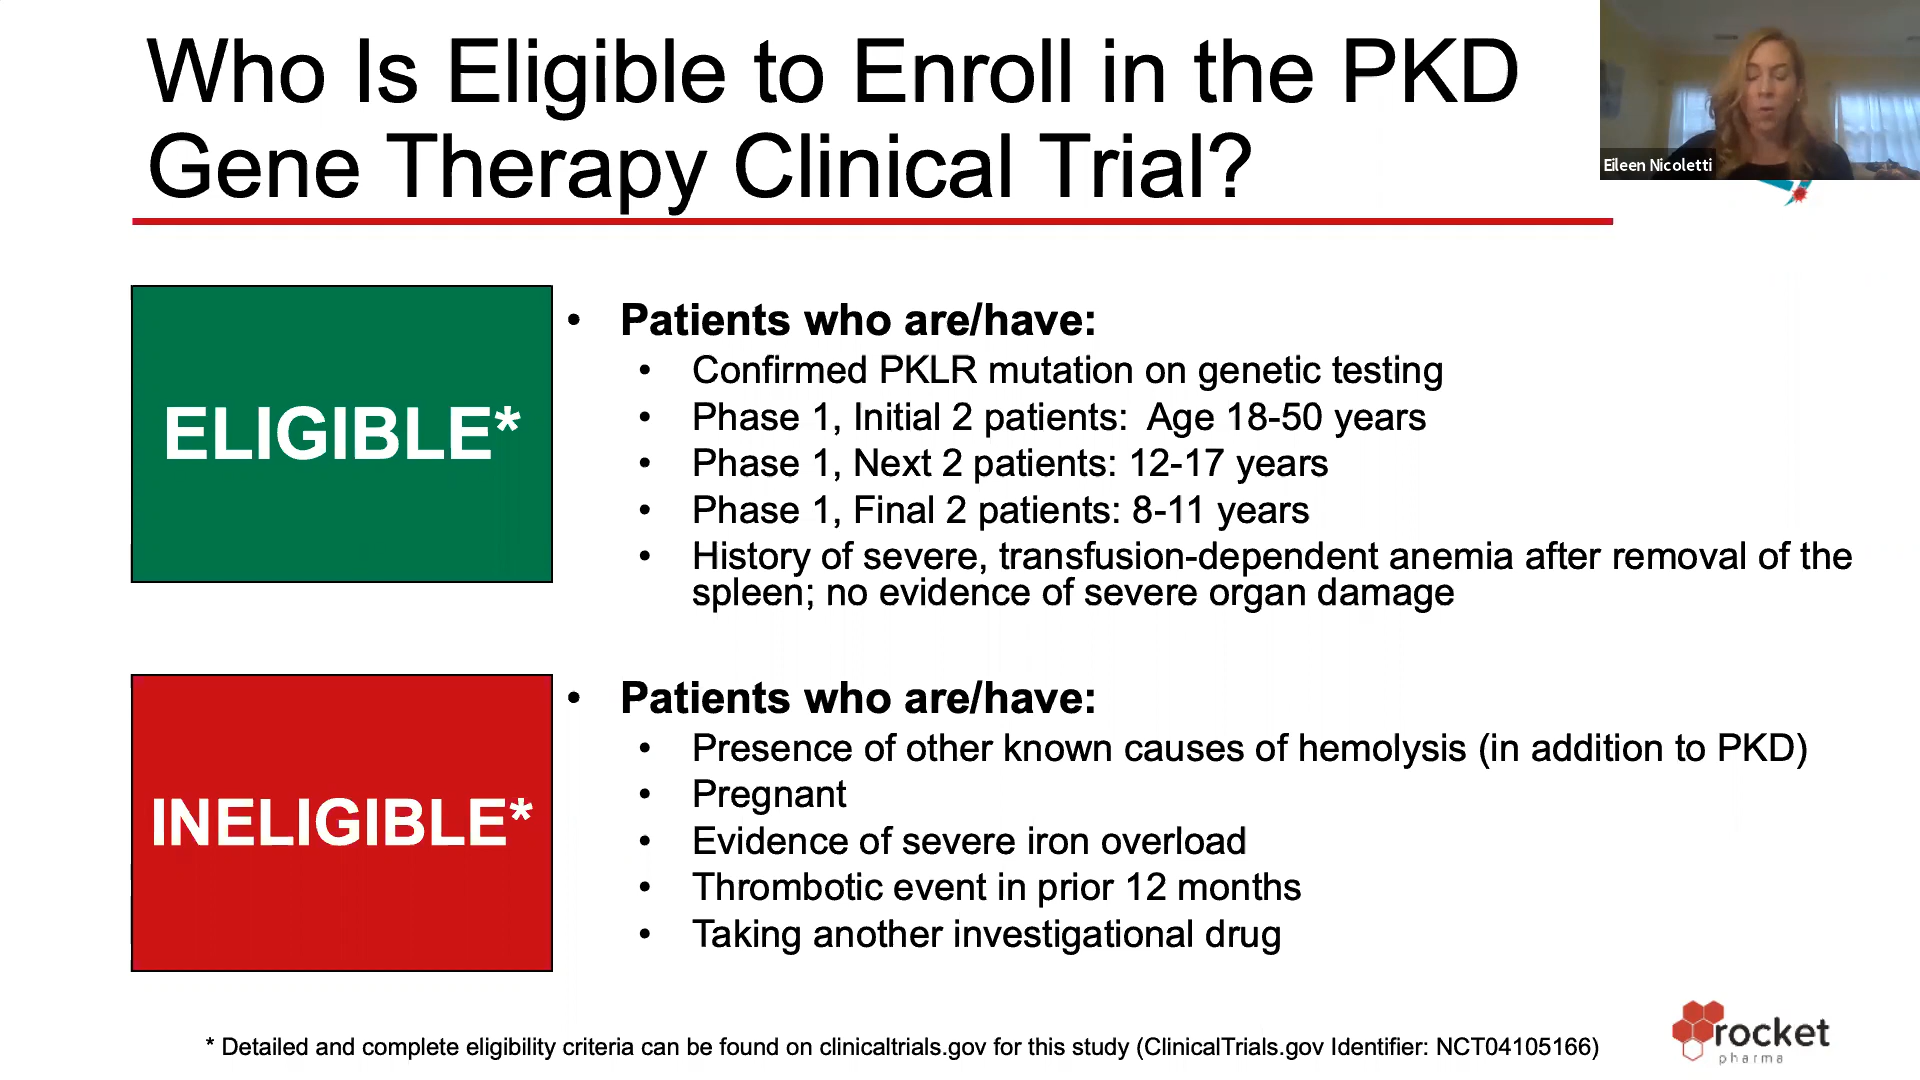 Who Is Eligible to Enroll in the PKD
Gene Therapy Clinical Trial?
Eileen Nicoletti
ELIGIBLE*
• Patients who are/have:
• Confirmed PKLR mutation on genetic testing
• Phase 1, Initial 2 patients: Age 18-50 years
• Phase 1, Next 2 patients: 12-17 years
• Phase 1, Final 2 patients: 8-11 years
• History of severe, transfusion-dependent anemia after removal of the
spleen; no evidence of severe organ damage
INELIGIBLE*
• Patients who are/have:
• Presence of other known causes of hemolysis (in addition to PKD)
• Pregnant
• Evidence of severe iron overload
• Thrombotic event in prior 12 months
• Taking another investigational drug
* Detailed and complete eligibility criteria can be found on clinicaltrials.gov for this study (ClinicalTrials.gov Identifier: NCT04105166)
rocket
pharma